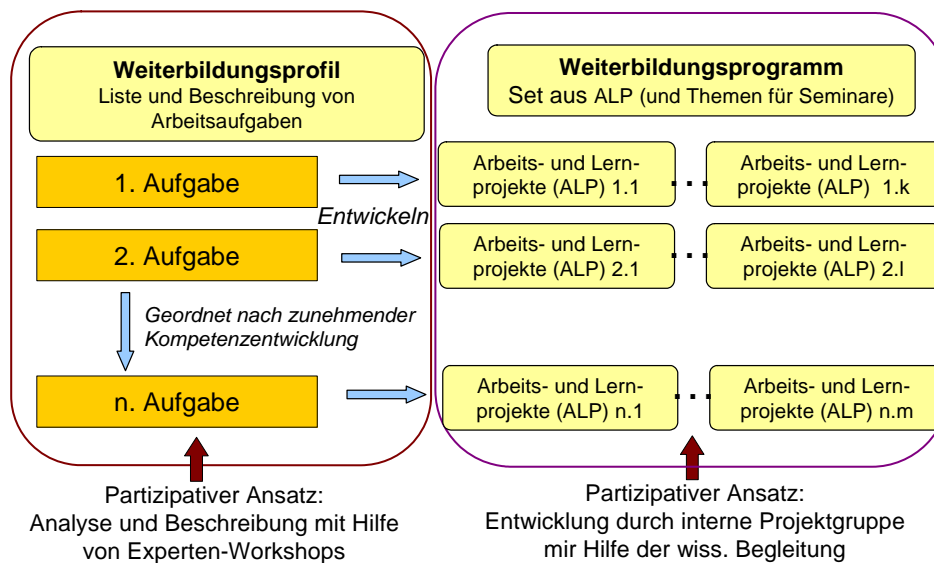 Weiterbildungsprofil
Liste und Beschreibung von
Arbeitsaufgaben
Weiterbildungsprogramm
Set aus ALP (und Themen für Seminare)
1. Aufgabe
Entwickeln
Arbeits- und Lern-
projekte (ALP) 1.1
...
Arbeits- und Lern-
projekte (ALP) 1.k
2. Aufgabe
Arbeits- und Lern-
projekte (ALP) 2.1
...
Arbeits- und Lern-
projekte (ALP) 2.l
Geordnet nach zunehmender
Kompetenzentwicklung
n. Aufgabe
Arbeits- und Lern-
projekte (ALP) n.1
...
Arbeits- und Lern-
projekte (ALP) n.m
Partizipativer Ansatz:
Analyse und Beschreibung mit Hilfe
von Experten-Workshops
Partizipativer Ansatz:
Entwicklung durch interne Projektgruppe
mir Hilfe der wiss. Begleitung